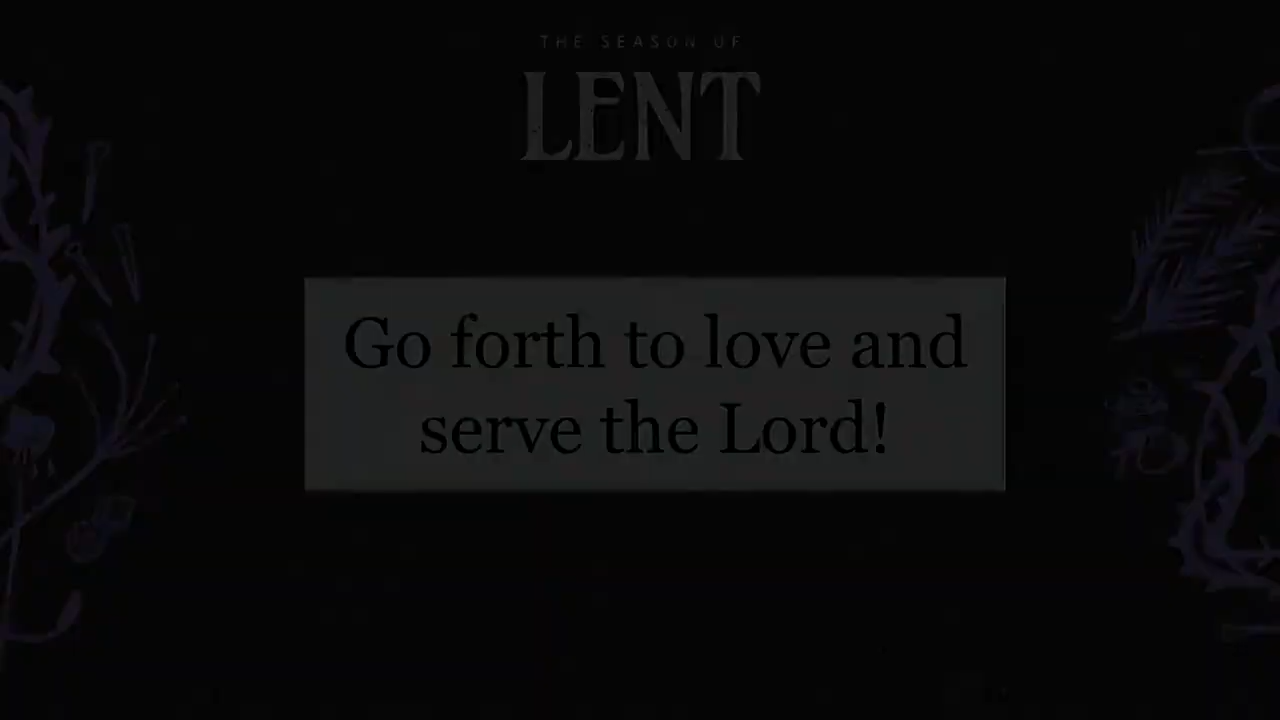 THE SEASON OF
LENT
Go forth to love and
serve the Lord!